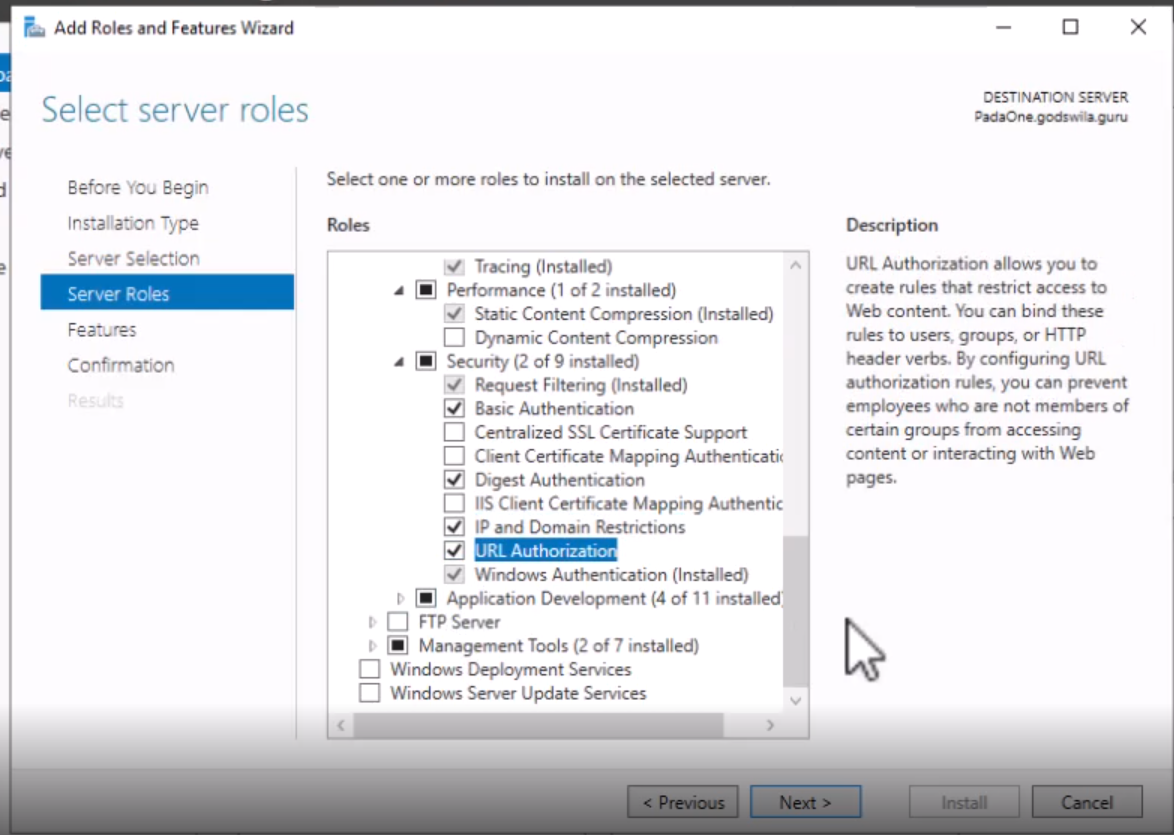 Add Roles and Features Wizard
Select server roles
DESTINATION SERVER
PadaOne.godswila.guru
Before You Begin
Installation Type
Server Selection
Server Roles
Features
Confirmation
Results
Select one or more roles to install on the selected server.
Roles
Tracing (Installed)
Performance (1 of 2 installed)
Static Content Compression (Installed)
Dynamic Content Compression
Security (2 of 9 installed)
Request Filtering (Installed)
Basic Authentication
Centralized SSL Certificate Support
Client Certificate Mapping Authenticatic
Digest Authentication
IIS Client Certificate Mapping Authentic
IP and Domain Restrictions
URL Authorization
Windows Authentication (Installed)
Application Development (4 of 11 installed)
FTP Server
Management Tools (2 of 7 installed)
Windows Deployment Services
Windows Server Update Services
Description
URL Authorization allows you to
create rules that restrict access to
Web content. You can bind these
rules to users, groups, or HTTP
header verbs. By configuring URL
authorization rules, you can prevent
employees who are not members of
certain groups from accessing
content or interacting with Web
pages.
< Previous
Next >
Install
Cancel